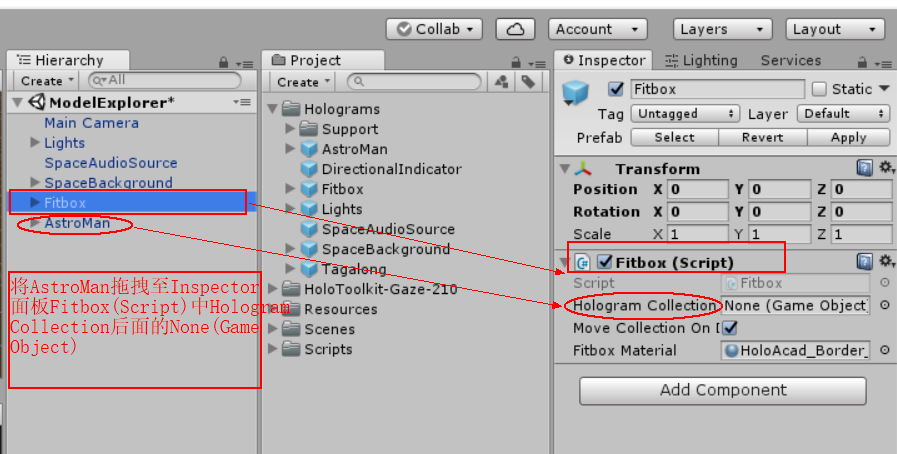 Collab
Account
Layers
Layout
Hierarchy
Create
All
ModelExplorer*
Main Camera
Lights
SpaceAudioSource
SpaceBackground
Fitbox
AstroMan
将AstroMan拖拽至Inspector
面板Fitbox(Script)中Hologram
Collection后面的None(Game
Object)
Project
Create
Holograms
Support
AstroMan
DirectionalIndicator
Fitbox
Lights
SpaceAudioSource
SpaceBackground
Tagalong
HoloToolkit-Gaze-210
Resources
Scenes
Scripts
Inspector
Lighting
Services
Fitbox
Static
Tag Untagged Layer Default
Prefab Select Revert Apply
Transform
Position X 0 Y 0 Z 0
Rotation X 0 Y 0 Z 0
Scale X 1 Y 1 Z 1
Fitbox (Script)
Script Fitbox
Hologram Collection None (Game Object
Move Collection On
Fitbox Material HoloAcad_Border_
Add Component